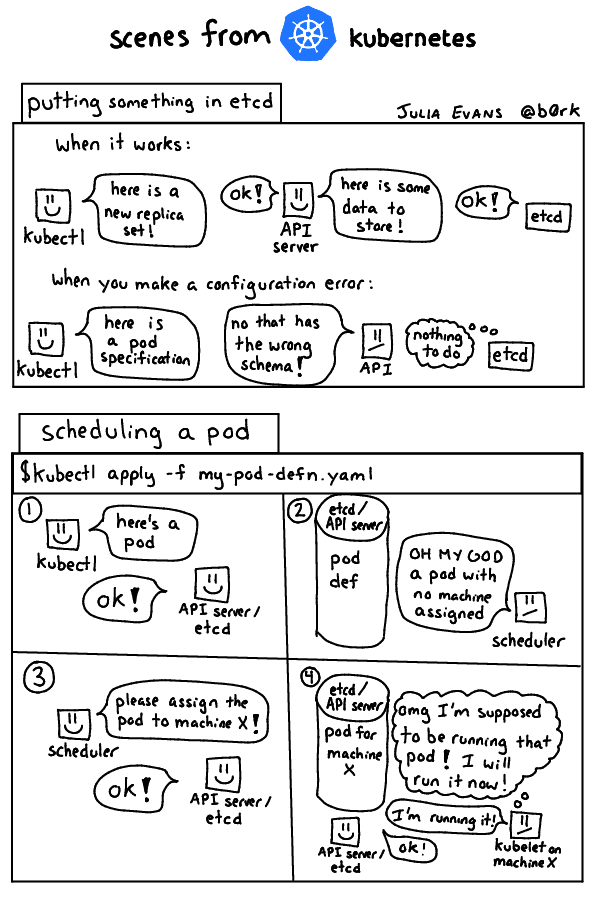 scenes from kubernetes
putting something in etcd
JULIA EVANS @b0rk
when it works:
here is a
new replica
set!
kubectl
ok!
API
server
here is some
data to
store!
ok!
etcd
when you make a configuration error:
here is
a pod
specification
kubectl
no that has
the wrong
schema!
API
nothing
to do
etcd
scheduling a pod
$kubectl apply -f my-pod-defn.yaml
1
here's a
pod
kubectl
ok!
API server/
etcd
2
etcd/
API server
pod
def
OH MY GOD
a pod with
no machine
assigned
scheduler
3
please assign the
pod to machine X!
scheduler
ok!
API server/
etcd
4
etcd/
API server
pod for
machine
X
omg I'm supposed
to be running that
pod! I will
run it now!
I'm running it!
kubelet on
machine X
ok!
API server/
etcd